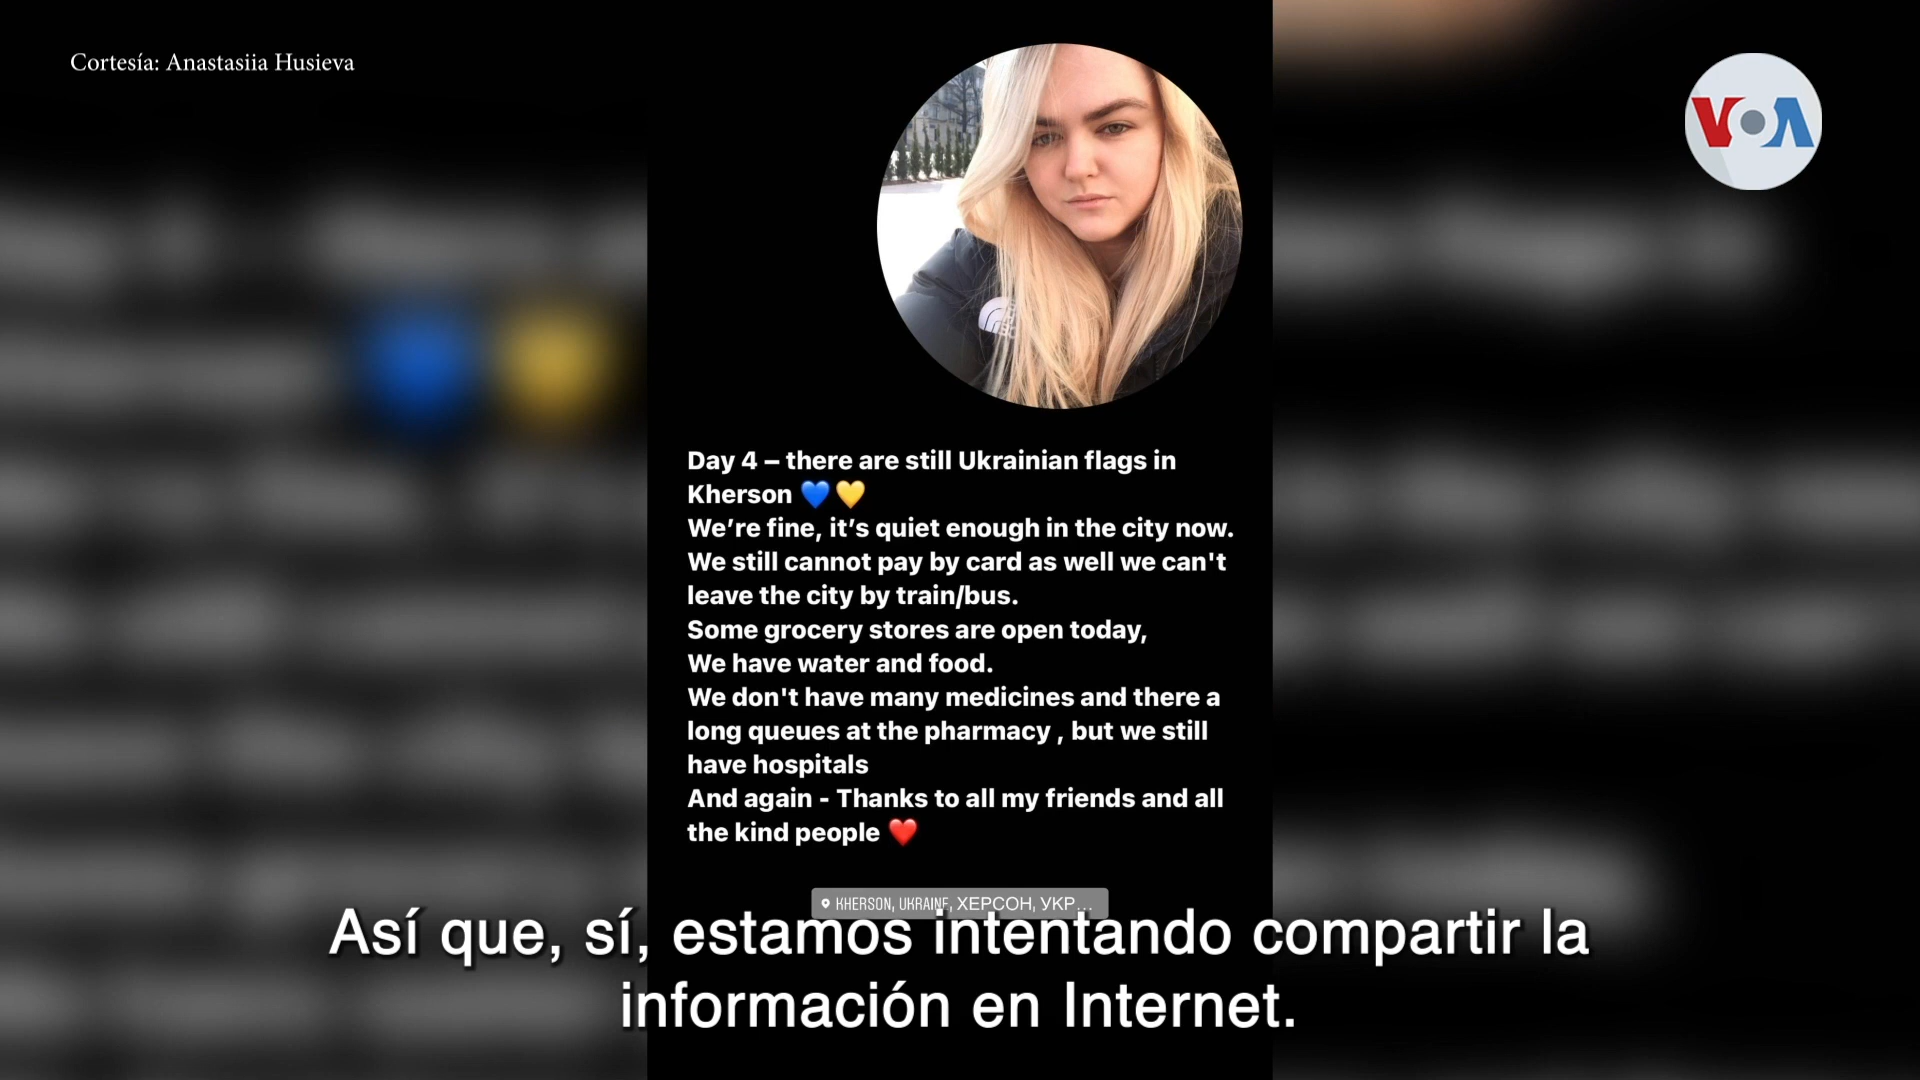 Cortesía: Anastasiia Husieva
VOA
Day 4 – there are still Ukrainian flags in
Kherson 💙💛
We’re fine, it’s quiet enough in the city now.
We still cannot pay by card as well we can't
leave the city by train/bus.
Some grocery stores are open today,
We have water and food.
We don't have many medicines and there a
long queues at the pharmacy , but we still
have hospitals
And again - Thanks to all my friends and all
the kind people ❤️
KHERSON, UKRAINE, ХЕРСОН, УКР...
Así que, sí, estamos intentando compartir la
información en Internet.